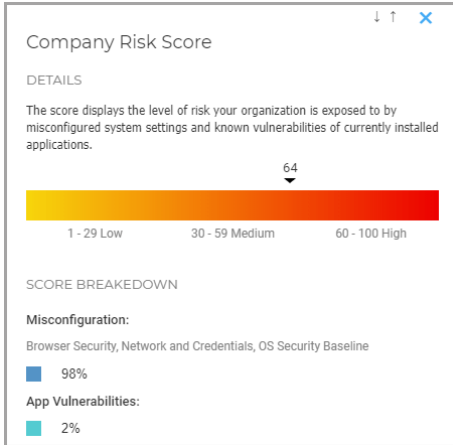 Company Risk Score
DETAILS
The score displays the level of risk your organization is exposed to by
misconfigured system settings and known vulnerabilities of currently installed
applications.
64
1 - 29 Low 30 - 59 Medium 60 - 100 High
SCORE BREAKDOWN
Misconfiguration:
Browser Security, Network and Credentials, OS Security Baseline
98%
App Vulnerabilities:
2%